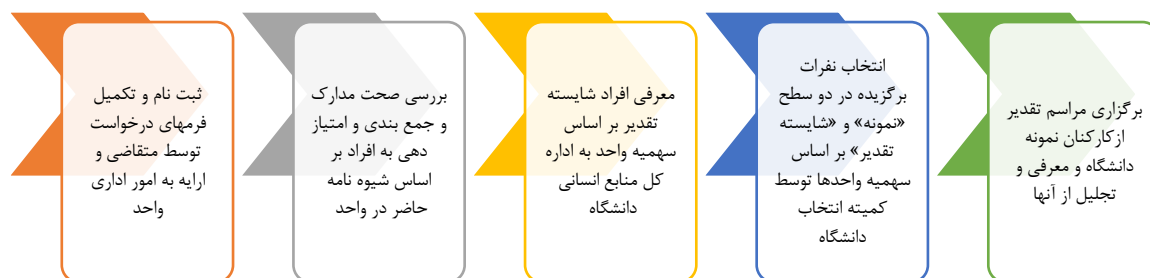 ثبت نام و تکمیل
فرمهای درخواست
توسط متقاضی و
ارایه به امور اداری
واحد
بررسی صحت مدارک
و جمع بندی و امتیاز
دهی به افراد بر
اساس شیوه نامه
حاضر در واحد
معرفی افراد شایسته
تقدیر بر اساس
سهمیه واحد به اداره
کل منابع انسانی
دانشگاه
انتخاب نفرات
برگزیده در دو سطح
«نمونه» و «شایسته
تقدیر» بر اساس
سهمیه واحدها توسط
کمیته انتخاب
دانشگاه
برگزاری مراسم تقدیر
ازکارکنان نمونه
دانشگاه و معرفی و
تجلیل از آنها